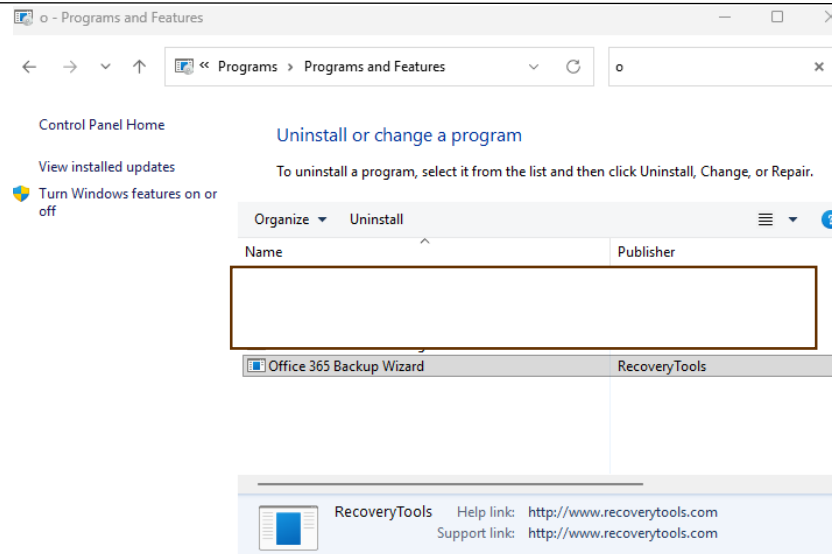 o - Programs and Features
« Programs > Programs and Features
o
Control Panel Home
View installed updates
Turn Windows features on or
off
Uninstall or change a program
To uninstall a program, select it from the list and then click Uninstall, Change, or Repair.
Organize
Uninstall
Name
Publisher
Office 365 Backup Wizard
RecoveryTools
RecoveryTools
Help link: http://www.recoverytools.com
Support link: http://www.recoverytools.com